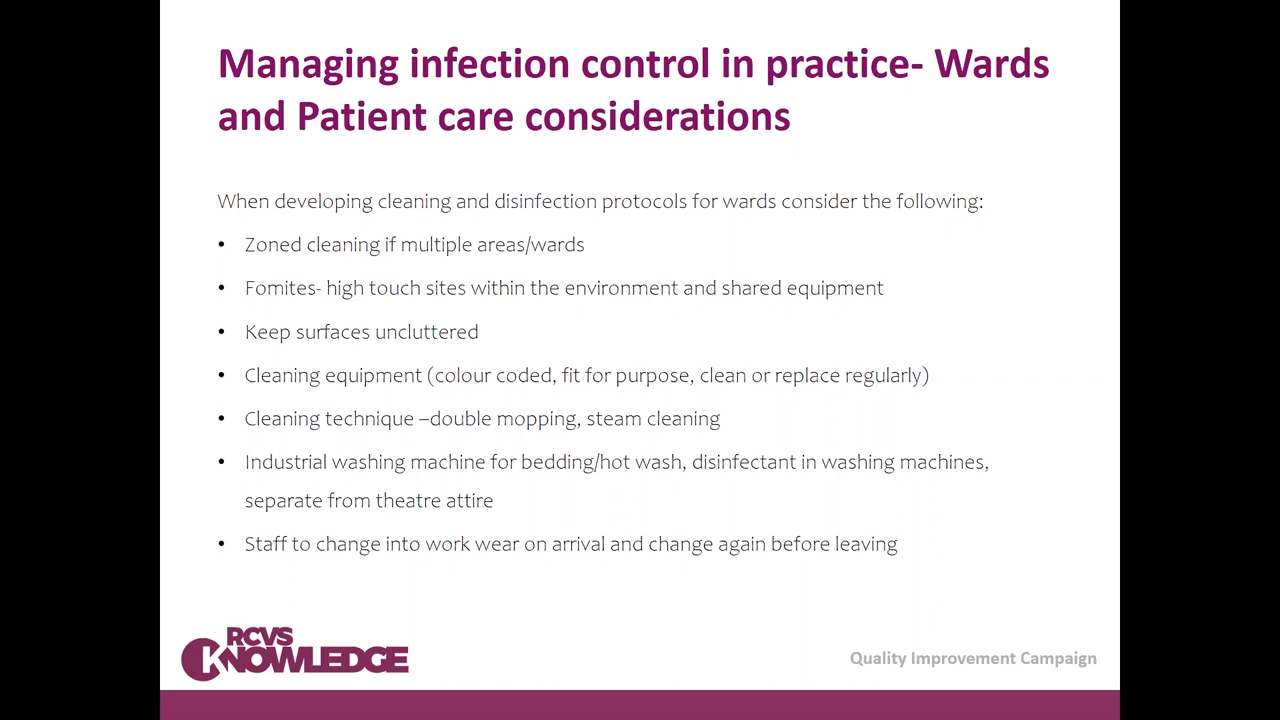 Managing infection control in practice- Wards
and Patient care considerations
When developing cleaning and disinfection protocols for wards consider the following:
• Zoned cleaning if multiple areas/wards
• Fomites- high touch sites within the environment and shared equipment
• Keep surfaces uncluttered
• Cleaning equipment (colour coded, fit for purpose, clean or replace regularly)
• Cleaning technique –double mopping, steam cleaning
• Industrial washing machine for bedding/hot wash, disinfectant in washing machines,
separate from theatre attire
• Staff to change into work wear on arrival and change again before leaving
RCVS
KNOWLEDGE
Quality Improvement Campaign